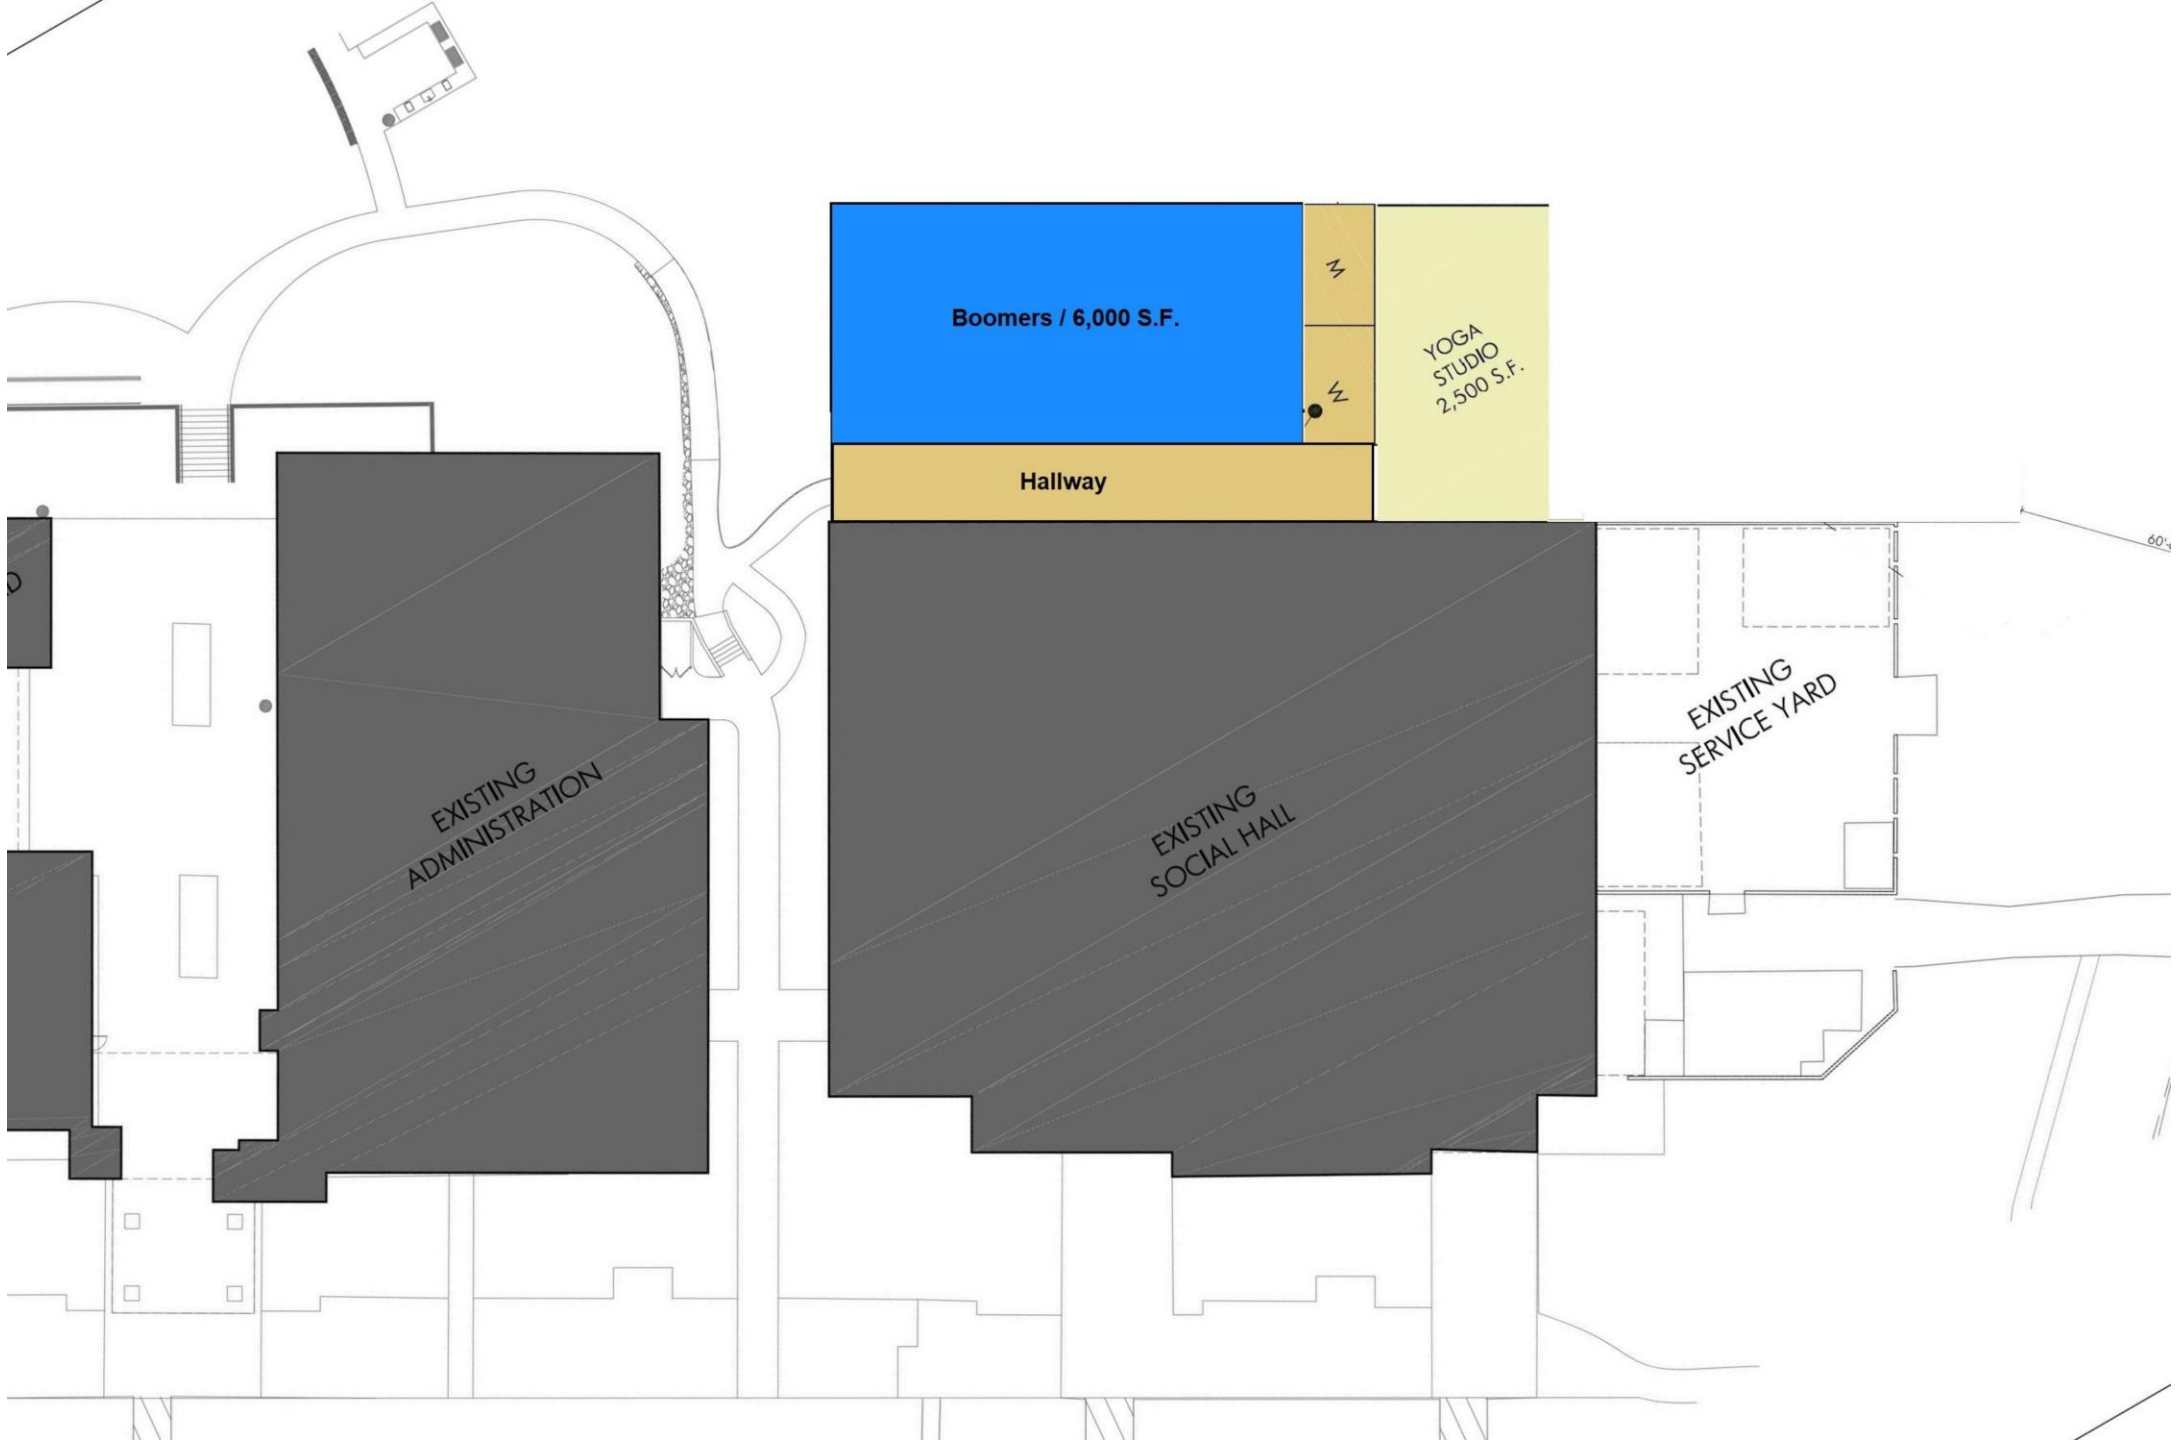 Boomers / 6,000 S.F.
M
W
YOGA
STUDIO
2,500 S.F.
Hallway
EXISTING
ADMINISTRATION
EXISTING
SOCIAL HALL
EXISTING
SERVICE YARD